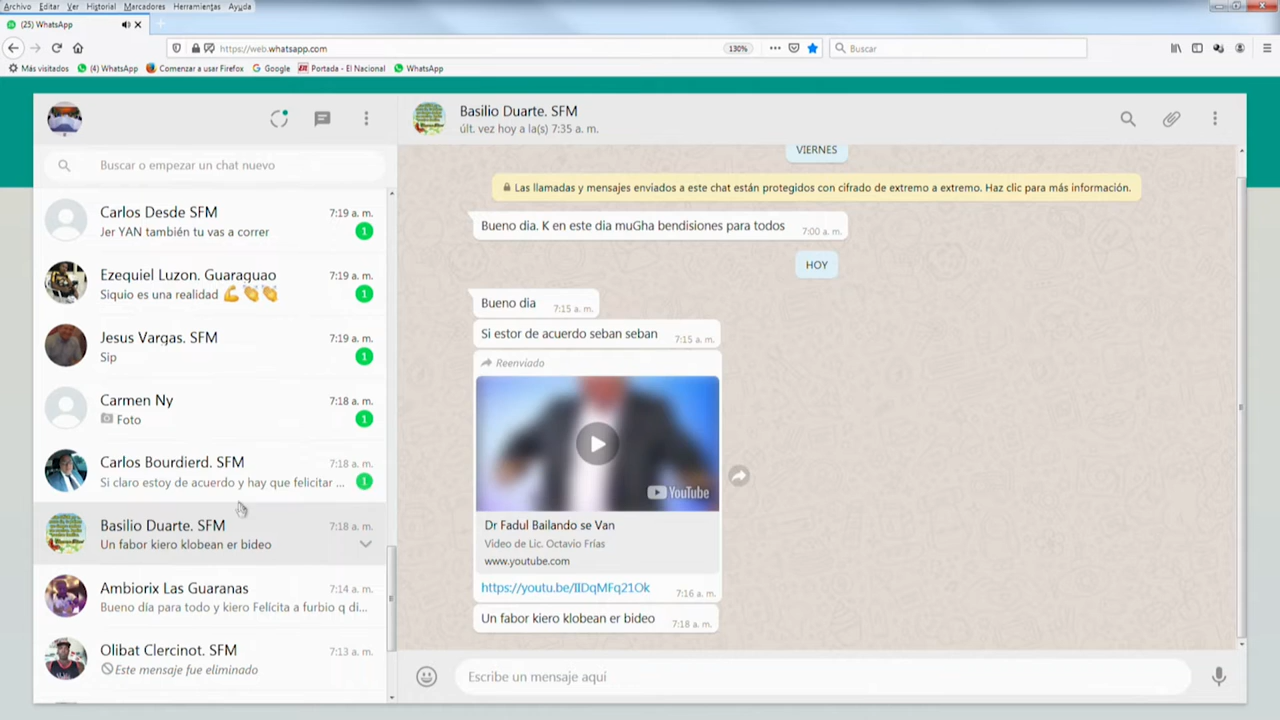 Archivo Editar Ver Historial Marcadores Herramientas Ayuda
(25) WhatsApp
https://web.whatsapp.com
130%
Buscar
Más visitados
(4) WhatsApp
Comenzar a usar Firefox
Google
Portada - El Nacional
WhatsApp
Buscar o empezar un chat nuevo
Carlos Desde SFM 7:19 a. m.
Jer YAN también tu vas a correr 1
Ezequiel Luzon. Guaraguao 7:19 a. m.
Siquio es una realidad 💪👏👏 1
Jesus Vargas. SFM 7:19 a. m.
Sip 1
Carmen Ny 7:18 a. m.
Foto 1
Carlos Bourdierd. SFM 7:18 a. m.
Si claro estoy de acuerdo y hay que felicitar ... 1
Basilio Duarte. SFM 7:18 a. m.
Un fabor kiero klobean er bideo
Ambiorix Las Guaranas 7:14 a. m.
Bueno día para todo y kiero Felícita a furbio q di...
Olibat Clercinot. SFM 7:13 a. m.
Este mensaje fue eliminado
Basilio Duarte. SFM
últ. vez hoy a la(s) 7:35 a. m.
VIERNES
Las llamadas y mensajes enviados a este chat están protegidos con cifrado de extremo a extremo. Haz clic para más información.
Bueno dia. K en este dia muGha bendisiones para todos 7:00 a. m.
HOY
Bueno dia 7:15 a. m.
Si estor de acuerdo seban seban 7:15 a. m.
Reenviado
YouTube
Dr Fadul Bailando se Van
Video de Lic. Octavio Frías
www.youtube.com
https://youtu.be/IIDqMFq21Ok 7:16 a. m.
Un fabor kiero klobean er bideo 7:18 a. m.
Escribe un mensaje aquí